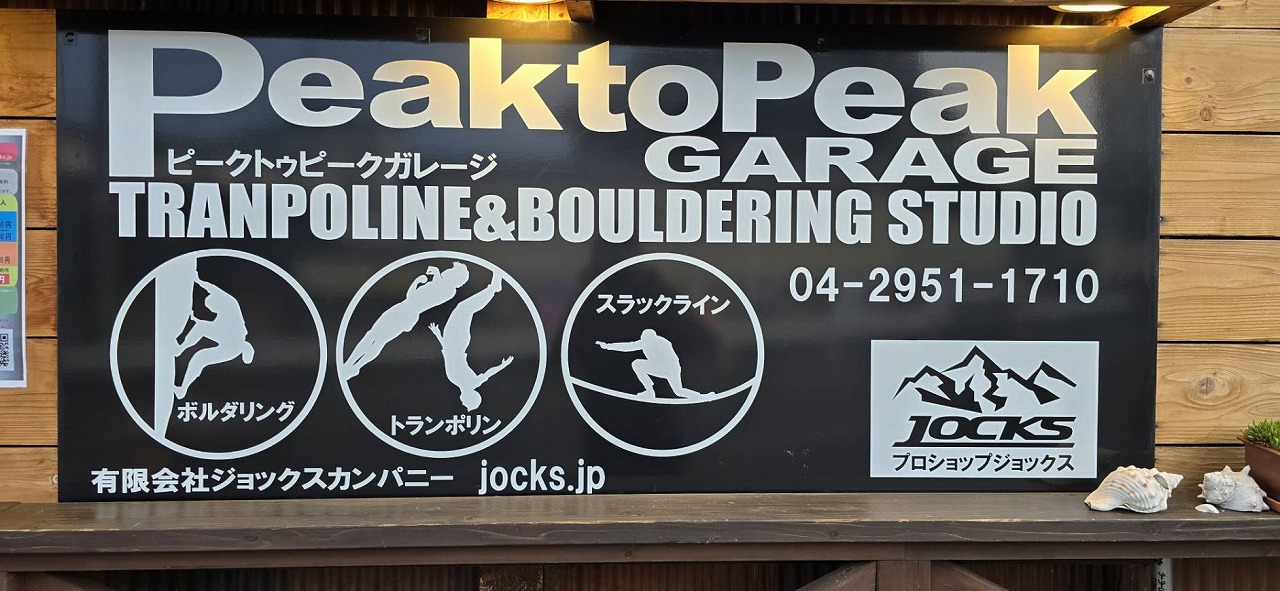 PeaktoPeak
ピークトゥピークガレージ
GARAGE
TRANPOLINE&BOULDERING STUDIO
04-2951-1710
ボルダリング
トランポリン
スラックライン
JOCKS
プロショップジョックス
有限会社ジョックスカンパニー jocks.jp